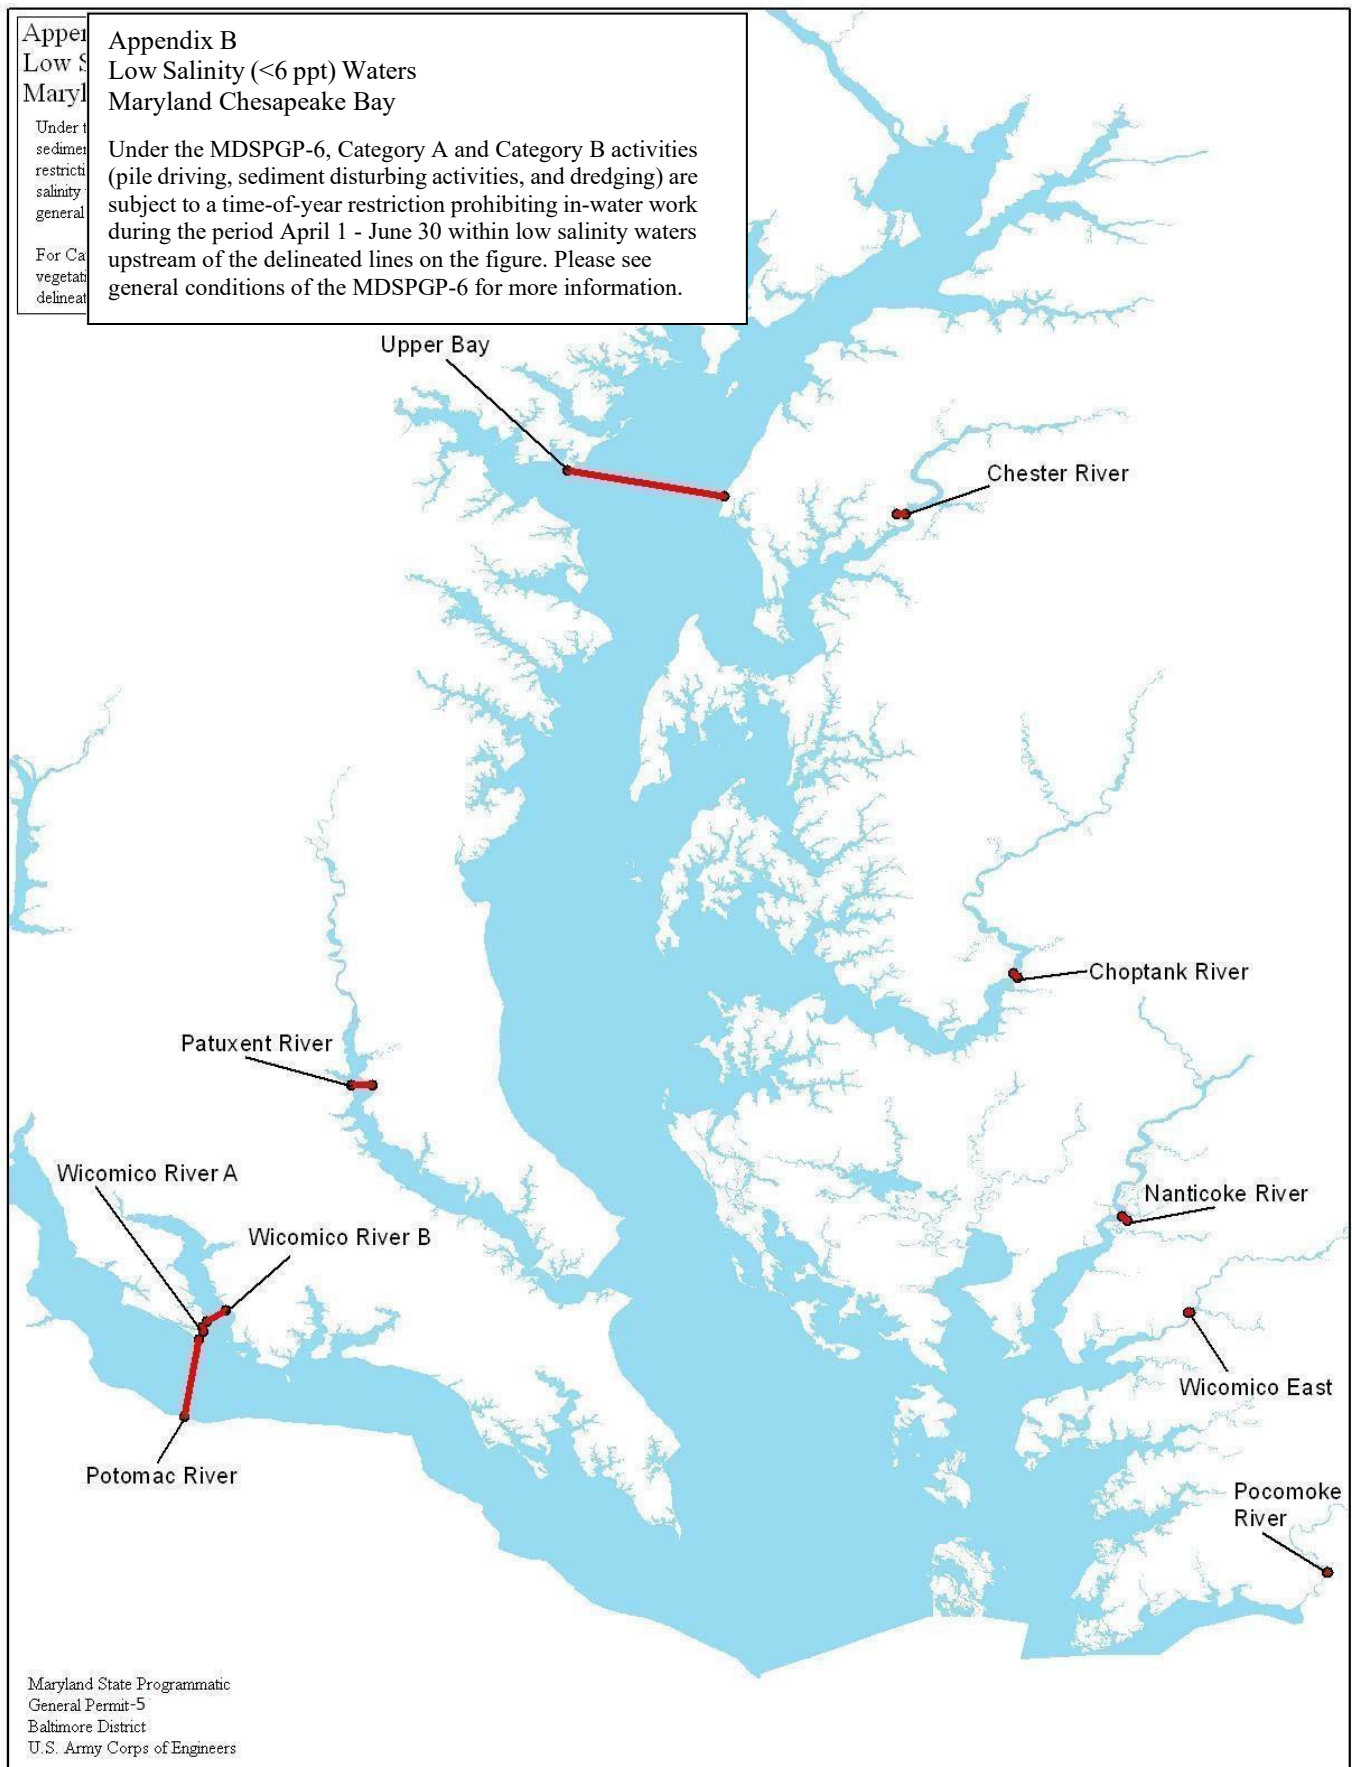 Appendix B
Low Salinity (<6 ppt) Waters
Maryland Chesapeake Bay
Under the MDSPGP-6, Category A and Category B activities
(pile driving, sediment disturbing activities, and dredging) are
subject to a time-of-year restriction prohibiting in-water work
during the period April 1 - June 30 within low salinity waters
upstream of the delineated lines on the figure. Please see
general conditions of the MDSPGP-6 for more information.
Low
Under
salinity
general
For
Upper Bay
Chester River
Choptank River
Patuxent River
Wicomico River A
Nanticoke River
Wicomico River B
Wicomico East
Potomac River
Pocomoke
River
Maryland State Programmatic
General Permit-5
Baltimore District
U.S. Army Corps of Engineers